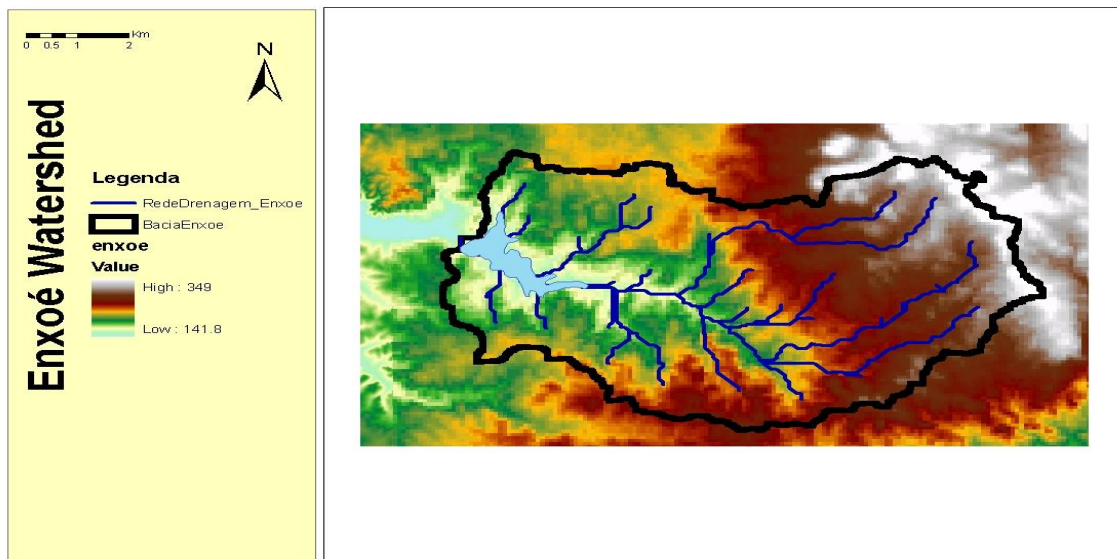 Km
0 0.5 1 2
N
Enxoé Watershed
Legenda
RedeDrenagem_Enxoe
BaciaEnxoe
enxoe
Value
High : 349
Low : 141.8